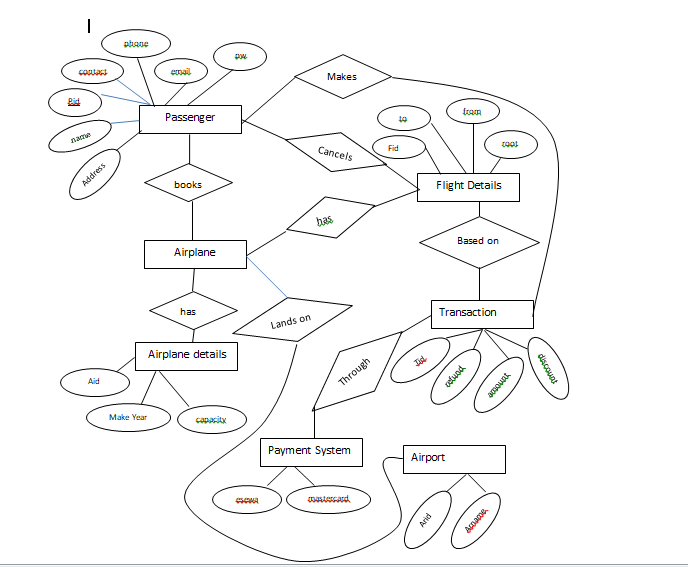 phone
pw
contact
email
Makes
Pid
Passenger
to
from
name
Fid
cost
Cancels
Address
books
Flight Details
has
Based on
Airplane
has
Lands on
Transaction
Airplane details
Through
Tid
refund
amount
discount
Aid
Make Year
capacity
Payment System
Airport
esewa
mastercard
Arid
Arname